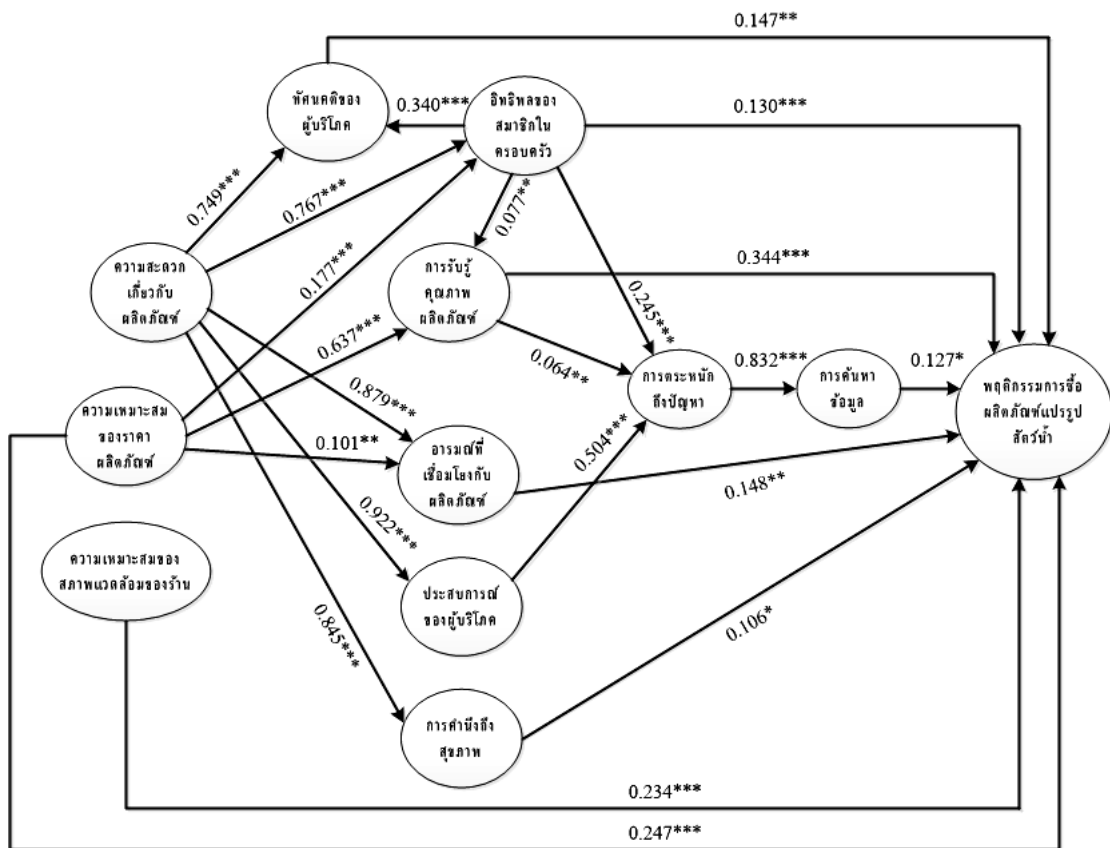 0.147**
ทัศนคติของ
ผู้บริโภค
0.340***
อิทธิพลของ
สมาชิกใน
ครอบครัว
0.130***
0.749***
0.767***
0.077**
0.177***
ความสะดวก
เกี่ยวกับ
ผลิตภัณฑ์
การรับรู้
คุณภาพ
ผลิตภัณฑ์
0.344***
0.245***
0.637***
0.064**
การตระหนัก
ถึงปัญหา
0.832***
การค้นหา
ข้อมูล
0.127*
พฤติกรรมการซื้อ
ผลิตภัณฑ์แปรรูป
สัตว์น้ำ
0.879***
ความเหมาะสม
ของราคา
ผลิตภัณฑ์
0.101**
อารมณ์ที่
เชื่อมโยงกับ
ผลิตภัณฑ์
0.504***
0.148**
0.922***
ความเหมาะสมของ
สภาพแวดล้อมของร้าน
ประสบการณ์
ของผู้บริโภค
0.845***
0.106*
การคำนึงถึง
สุขภาพ
0.234***
0.247***